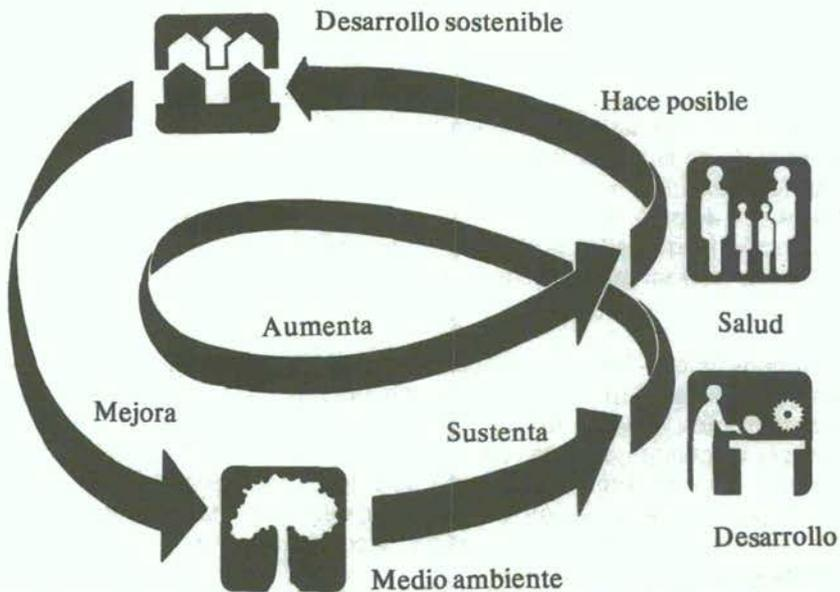 Desarrollo sostenible
Hace posible
Salud
Aumenta
Mejora
Sustenta
Desarrollo
Medio ambiente